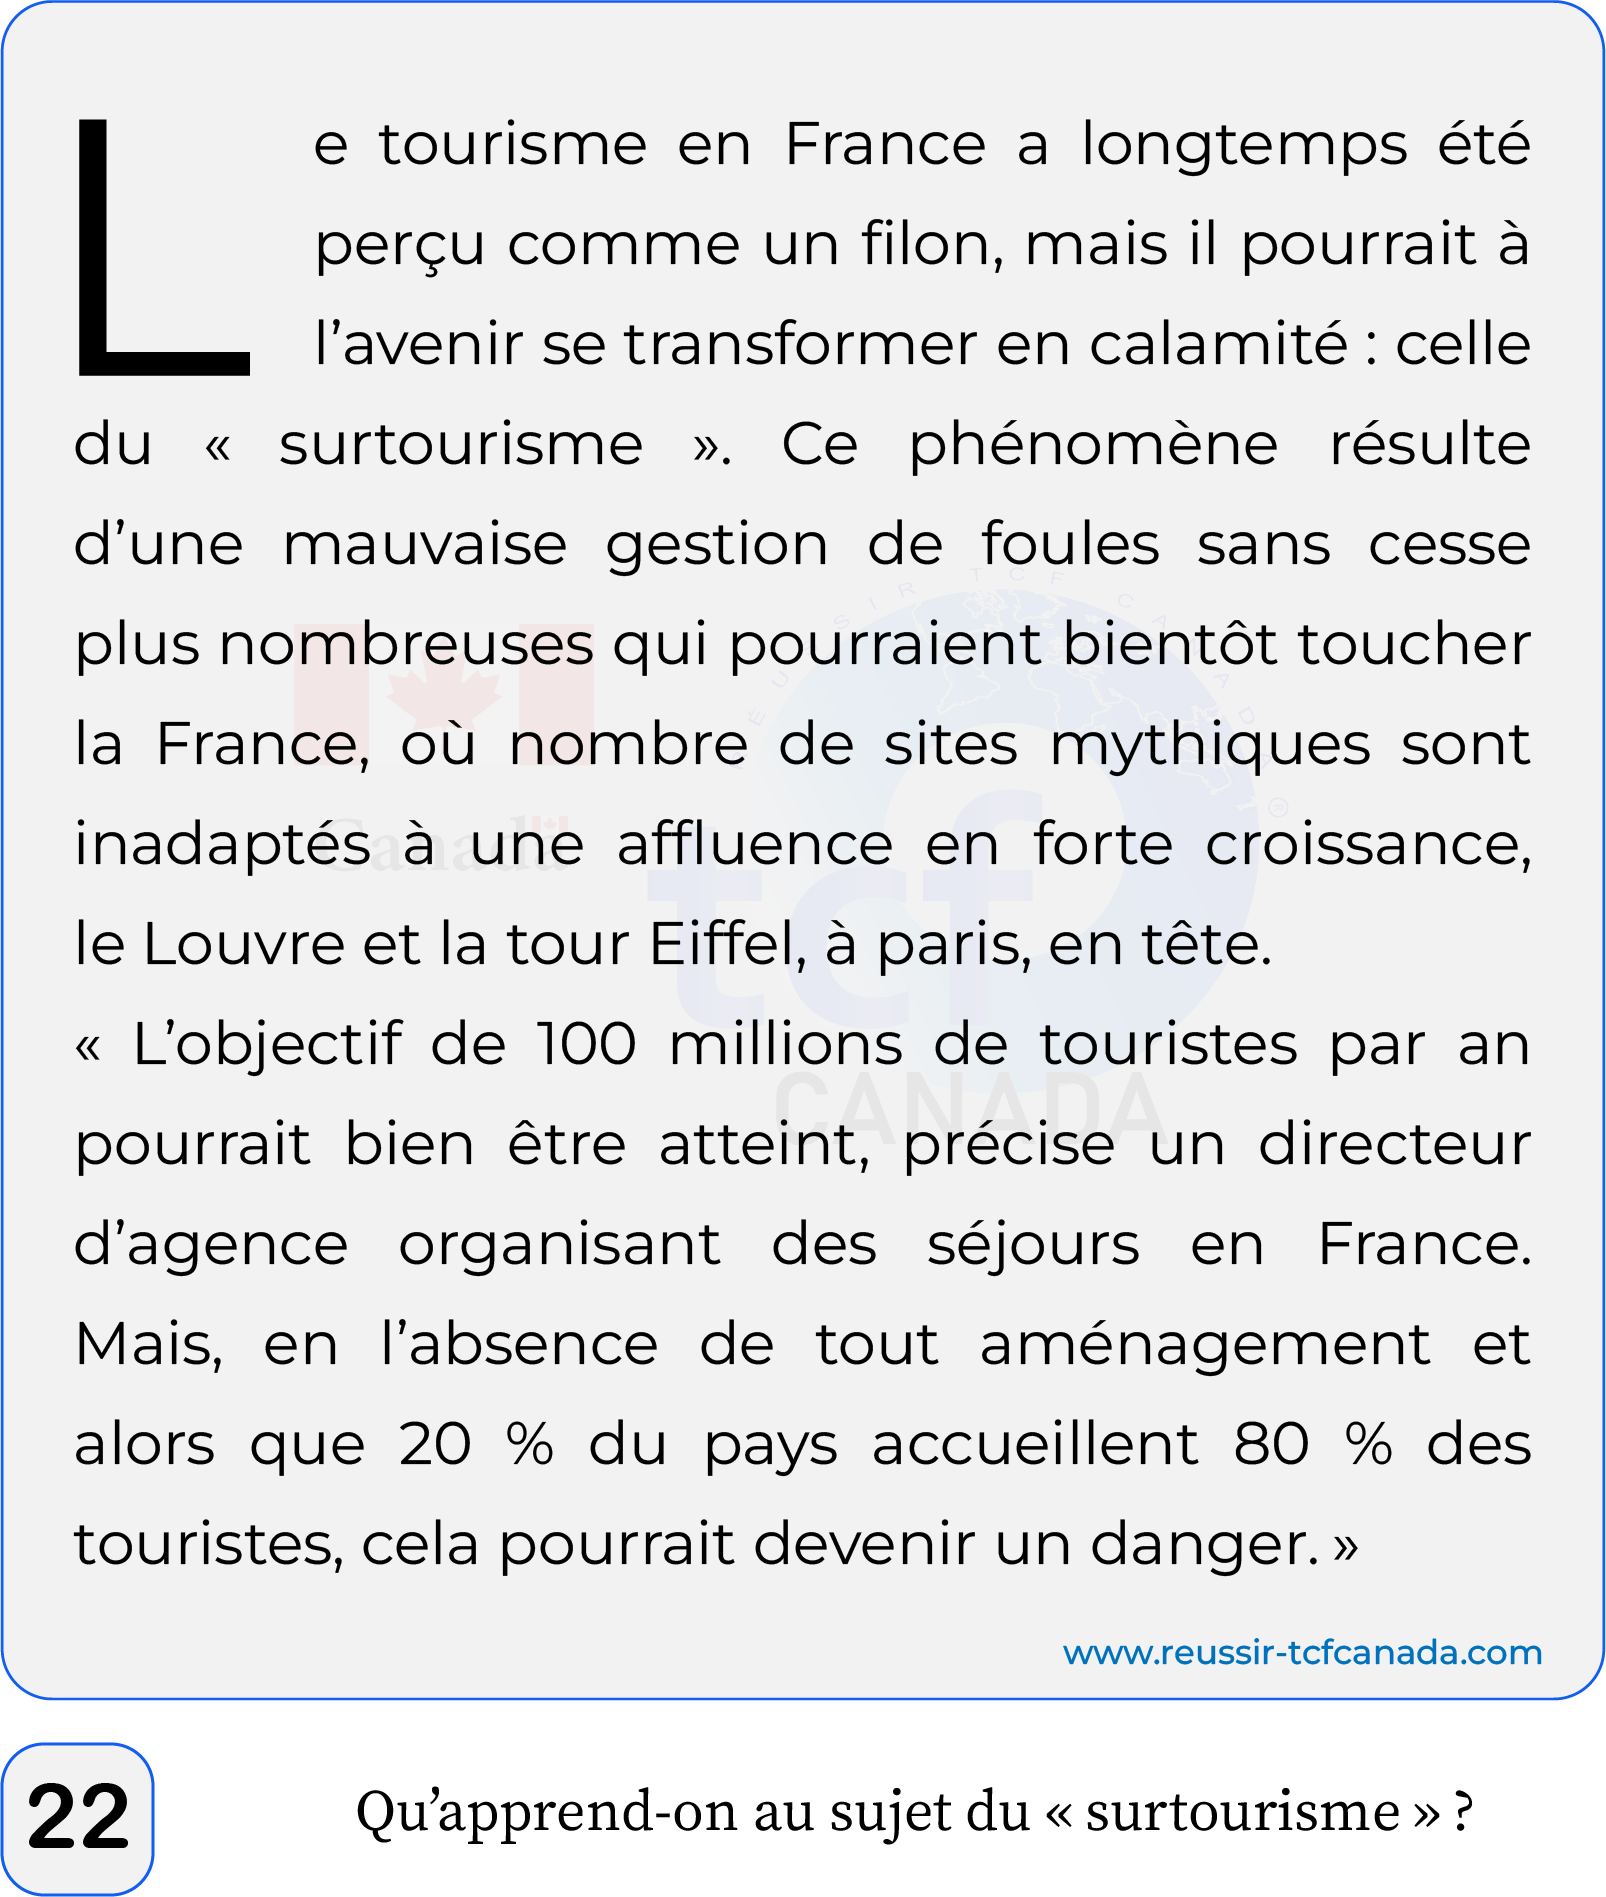 Le tourisme en France a longtemps été
perçu comme un filon, mais il pourrait à
l’avenir se transformer en calamité : celle
du « surtourisme ». Ce phénomène résulte
d’une mauvaise gestion de foules sans cesse
plus nombreuses qui pourraient bientôt toucher
la France, où nombre de sites mythiques sont
inadaptés à une affluence en forte croissance,
le Louvre et la tour Eiffel, à paris, en tête.
« L’objectif de 100 millions de touristes par an
pourrait bien être atteint, précise un directeur
d’agence organisant des séjours en France.
Mais, en l’absence de tout aménagement et
alors que 20 % du pays accueillent 80 % des
touristes, cela pourrait devenir un danger. »
RÉUSSIR TCF CANADA ®
Canada
tcf
CANADA
www.reussir-tcfcanada.com
22
Qu’apprend-on au sujet du « surtourisme » ?